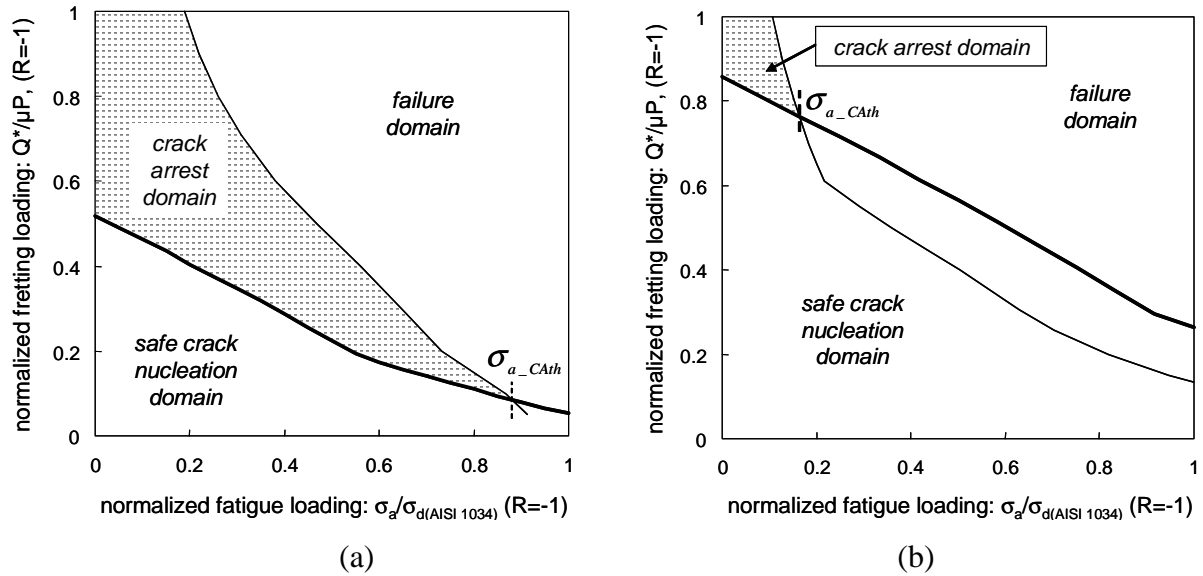 normalized fretting loading: Q*/μP, (R=-1)
1
0.8
0.6
0.4
0.2
0
failure
domain
crack
arrest
domain
safe crack
nucleation
domain
σa_CAth
0
0.2
0.4
0.6
0.8
1
normalized fatigue loading: σa/σd(AISI 1034) (R=-1)
(a)
normalized fretting loading: Q*/μP, (R=-1)
1
0.8
0.6
0.4
0.2
0
crack arrest domain
σa_CAth
failure
domain
safe crack
nucleation
domain
0
0.2
0.4
0.6
0.8
1
normalized fatigue loading: σa/σd(AISI 1034) (R=-1)
(b)